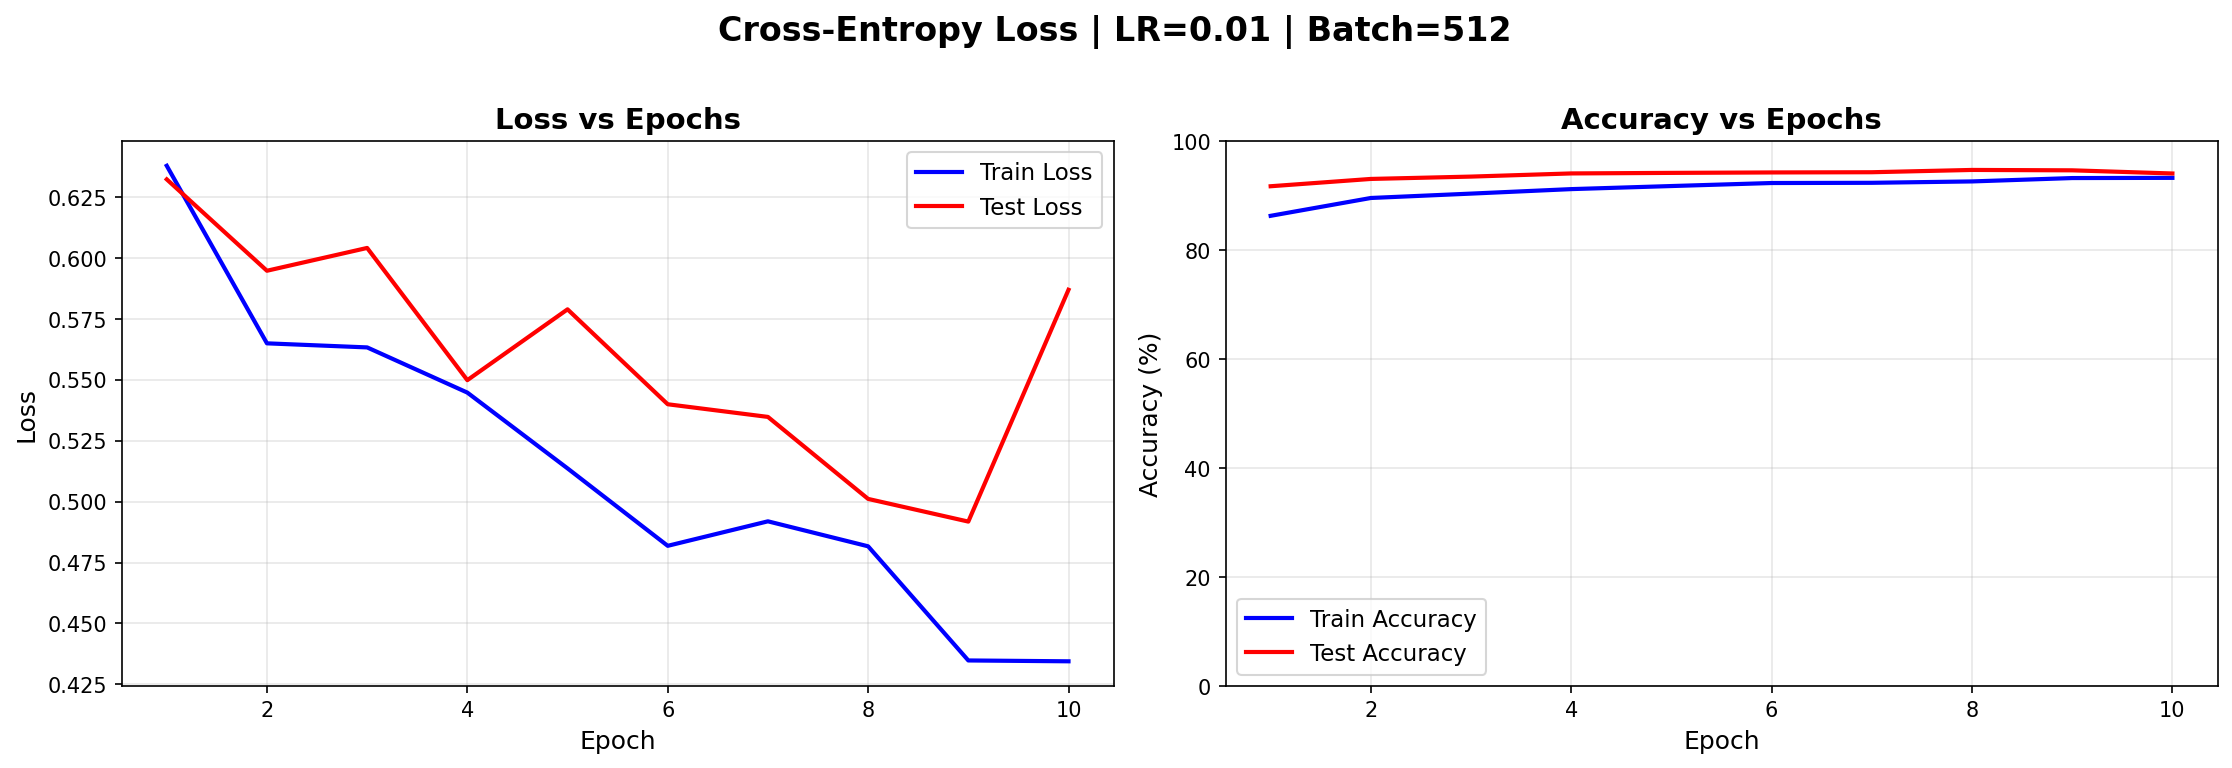 Cross-Entropy Loss | LR=0.01 | Batch=512
Loss vs Epochs
Loss
0.625
0.600
0.575
0.550
0.525
0.500
0.475
0.450
0.425
2 4 6 8 10
Epoch
Train Loss
Test Loss
Accuracy vs Epochs
Accuracy (%)
100
80
60
40
20
0
2 4 6 8 10
Epoch
Train Accuracy
Test Accuracy